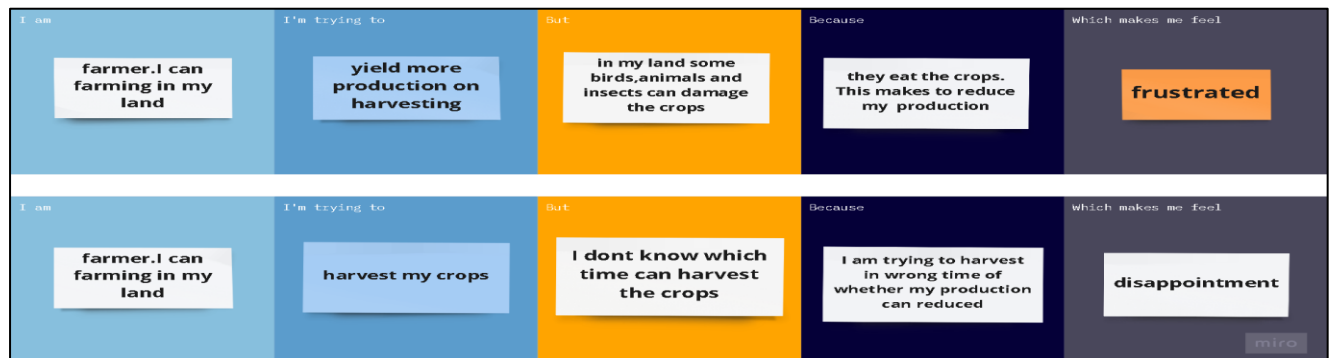 I am
farmer.I can
farming in my
land
I'm trying to
yield more
production on
harvesting
But
in my land some
birds,animals and
insects can damage
the crops
Because
they eat the crops.
This makes to reduce
my production
Which makes me feel
frustrated
I am
farmer.I can
farming in my
land
I'm trying to
harvest my crops
But
I dont know which
time can harvest
the crops
Because
I am trying to harvest
in wrong time of
whether my production
can reduced
Which makes me feel
disappointment
miro